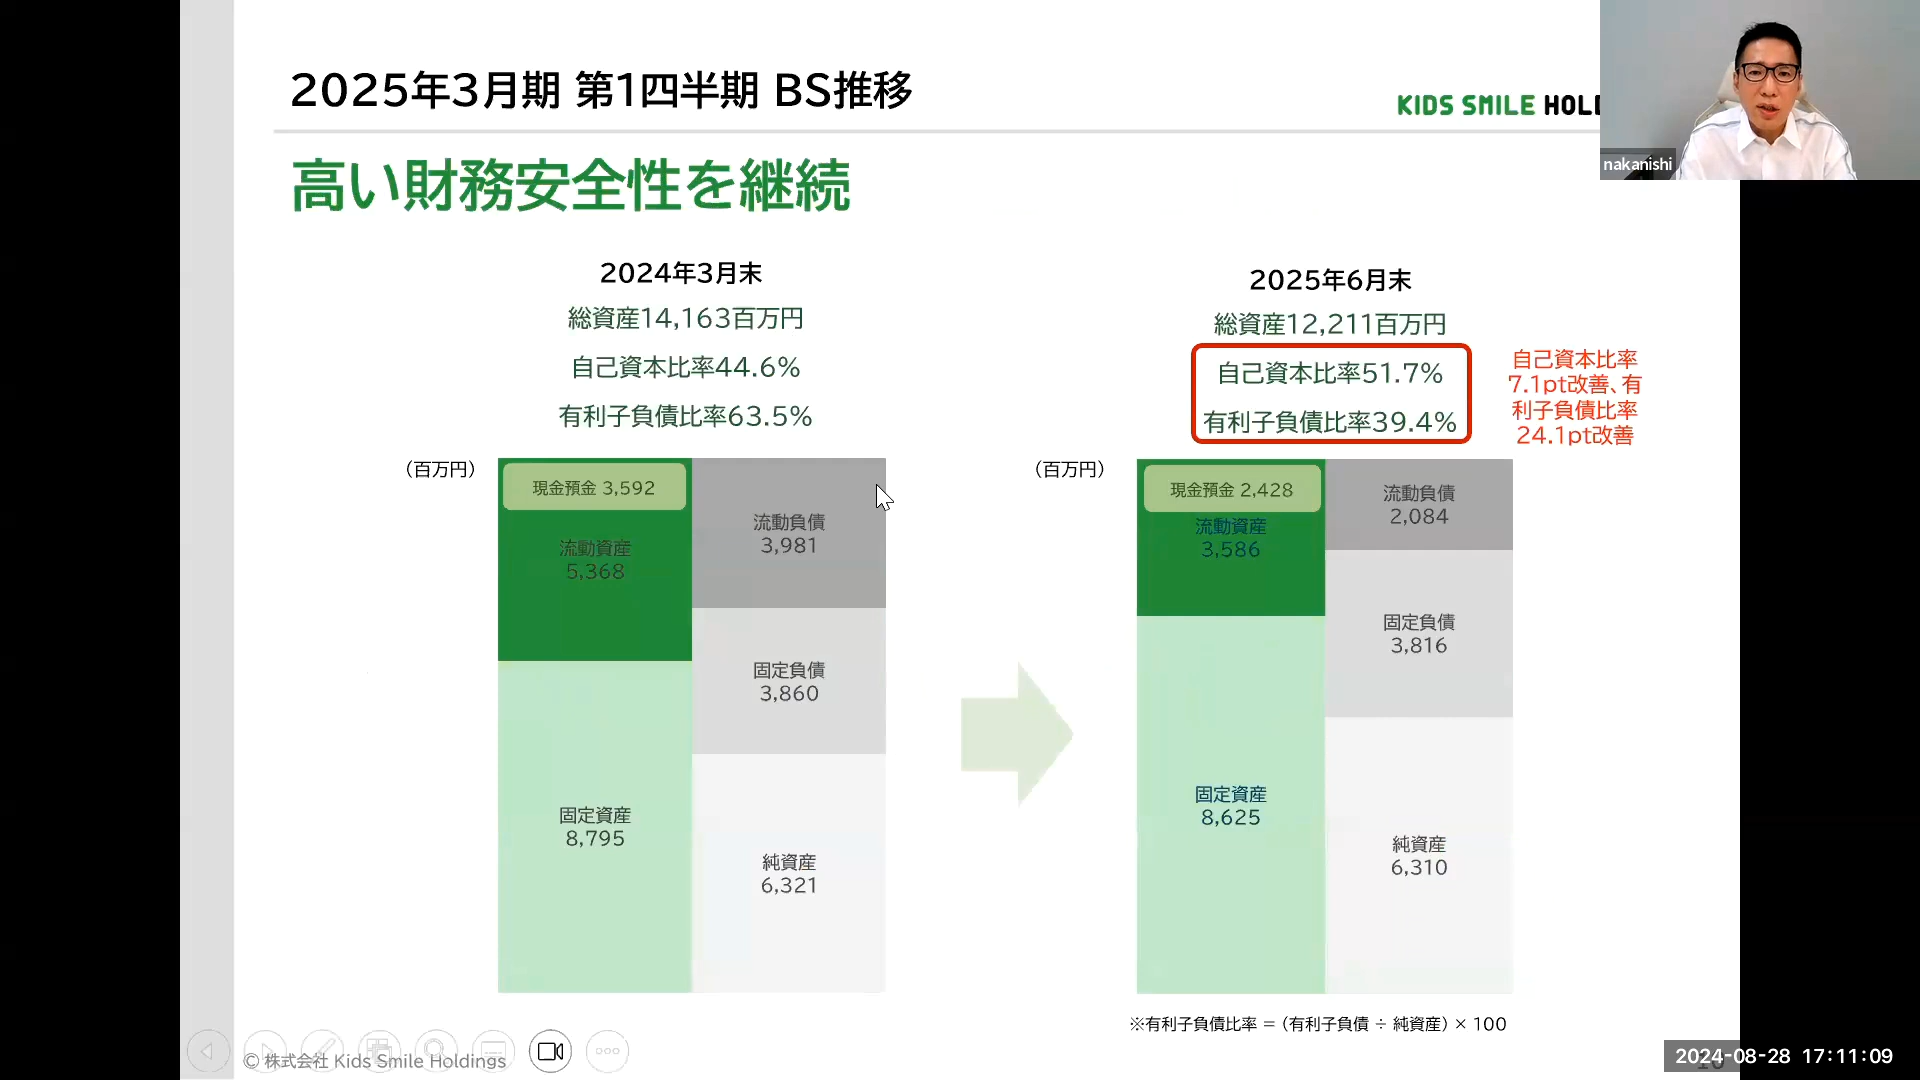 2025年3月期 第1四半期 BS推移
KIDS SMILE HOLD
nakanishi
高い財務安全性を継続
2024年3月末
総資産14,163百万円
自己資本比率44.6%
有利子負債比率63.5%
（百万円）
現金預金 3,592
流動資産
5,368
固定資産
8,795
流動負債
3,981
固定負債
3,860
純資産
6,321
2025年6月末
総資産12,211百万円
自己資本比率51.7%
有利子負債比率39.4%
自己資本比率
7.1pt改善、有
利子負債比率
24.1pt改善
（百万円）
現金預金 2,428
流動資産
3,586
固定資産
8,625
流動負債
2,084
固定負債
3,816
純資産
6,310
※有利子負債比率 = （有利子負債 ÷ 純資産） × 100
© 株式会社 Kids Smile Holdings
2024-08-28 17:11:09